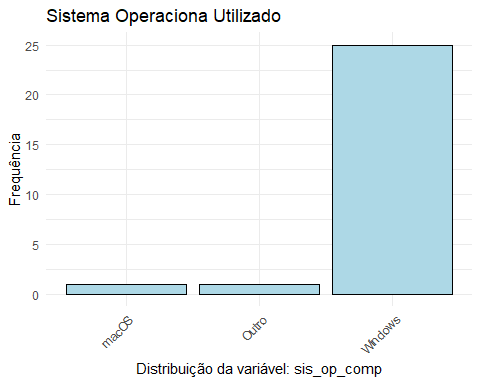 Sistema Operaciona Utilizado
Frequência
25
20
15
10
5
0
macOS
Outro
Windows
Distribuição da variável: sis_op_comp